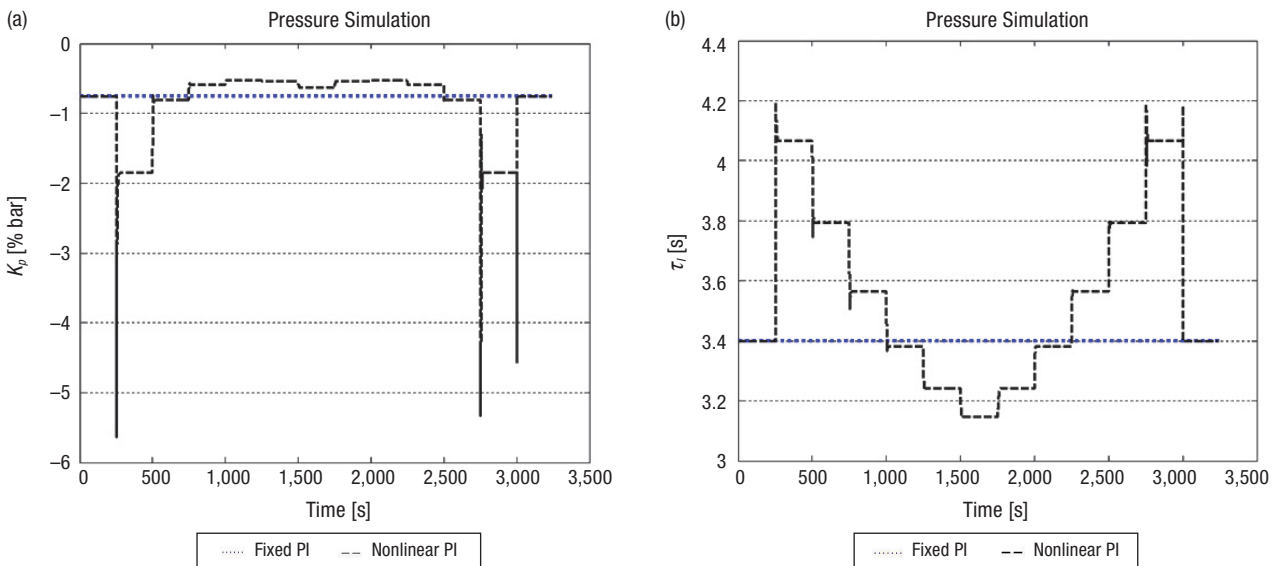 (a)
Pressure Simulation
0
–1
–2
–3
–4
–5
–6
Kp [% bar]
0 500 1,000 1,500 2,000 2,500 3,000 3,500
Time [s]
Fixed PI Nonlinear PI
(b)
Pressure Simulation
4.4
4.2
4
3.8
3.6
3.4
3.2
3
τI [s]
0 500 1,000 1,500 2,000 2,500 3,000 3,500
Time [s]
Fixed PI Nonlinear PI